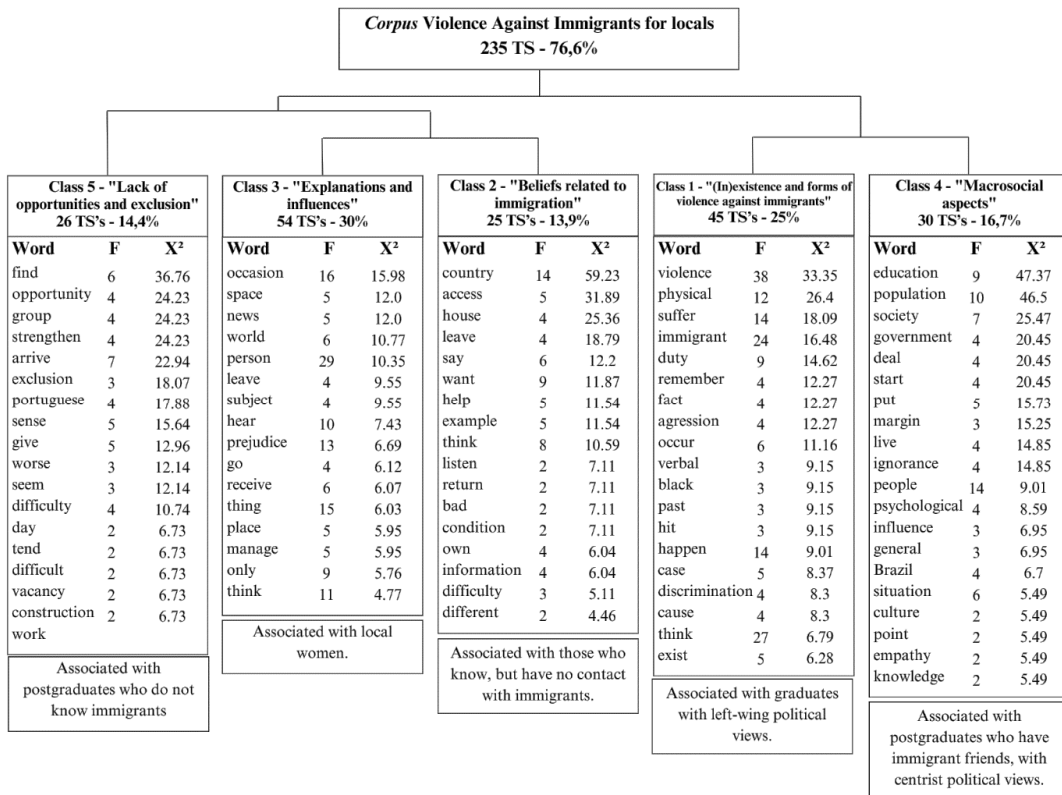 Corpus Violence Against Immigrants for locals
235 TS - 76,6%
Class 5 - "Lack of
opportunities and exclusion"
26 TS's - 14,4%
Word F X²
find 6 36.76
opportunity 4 24.23
group 4 24.23
strengthen 4 24.23
arrive 7 22.94
exclusion 3 18.07
portuguese 4 17.88
sense 5 15.64
give 5 12.96
worse 3 12.14
seem 3 12.14
difficulty 4 10.74
day 2 6.73
tend 2 6.73
difficult 2 6.73
vacancy 2 6.73
construction 2 6.73
work
Associated with
postgraduates who do not
know immigrants
Class 3 - "Explanations and
influences"
54 TS's - 30%
Word F X²
occasion 16 15.98
space 5 12.0
news 5 12.0
world 6 10.77
person 29 10.35
leave 4 9.55
subject 4 9.55
hear 10 7.43
prejudice 13 6.69
go 4 6.12
receive 6 6.07
thing 15 6.03
place 5 5.95
manage 5 5.95
only 9 5.76
think 11 4.77
Associated with local
women.
Class 2 - "Beliefs related to
immigration"
25 TS's - 13,9%
Word F X²
country 14 59.23
access 5 31.89
house 4 25.36
leave 4 18.79
say 6 12.2
want 9 11.87
help 5 11.54
example 5 11.54
think 8 10.59
listen 2 7.11
return 2 7.11
bad 2 7.11
condition 2 7.11
own 4 6.04
information 4 6.04
difficulty 3 5.11
different 2 4.46
Associated with those who
know, but have no contact
with immigrants.
Class 1 - "(In)existence and forms of
violence against immigrants"
45 TS's - 25%
Word F X²
violence 38 33.35
physical 12 26.4
suffer 14 18.09
immigrant 24 16.48
duty 9 14.62
remember 4 12.27
fact 4 12.27
agression 4 12.27
occur 6 11.16
verbal 3 9.15
black 3 9.15
past 3 9.15
hit 3 9.15
happen 14 9.01
case 5 8.37
discrimination 4 8.3
cause 4 8.3
think 27 6.79
exist 5 6.28
Associated with graduates
with left-wing political
views.
Class 4 - "Macrosocial
aspects"
30 TS's - 16,7%
Word F X²
education 9 47.37
population 10 46.5
society 7 25.47
government 4 20.45
deal 4 20.45
start 4 20.45
put 5 15.73
margin 3 15.25
live 4 14.85
ignorance 4 14.85
people 14 9.01
psychological 4 8.59
influence 3 6.95
general 3 6.95
Brazil 4 6.7
situation 6 5.49
culture 2 5.49
point 2 5.49
empathy 2 5.49
knowledge 2 5.49
Associated with
postgraduates who have
immigrant friends, with
centrist political views.